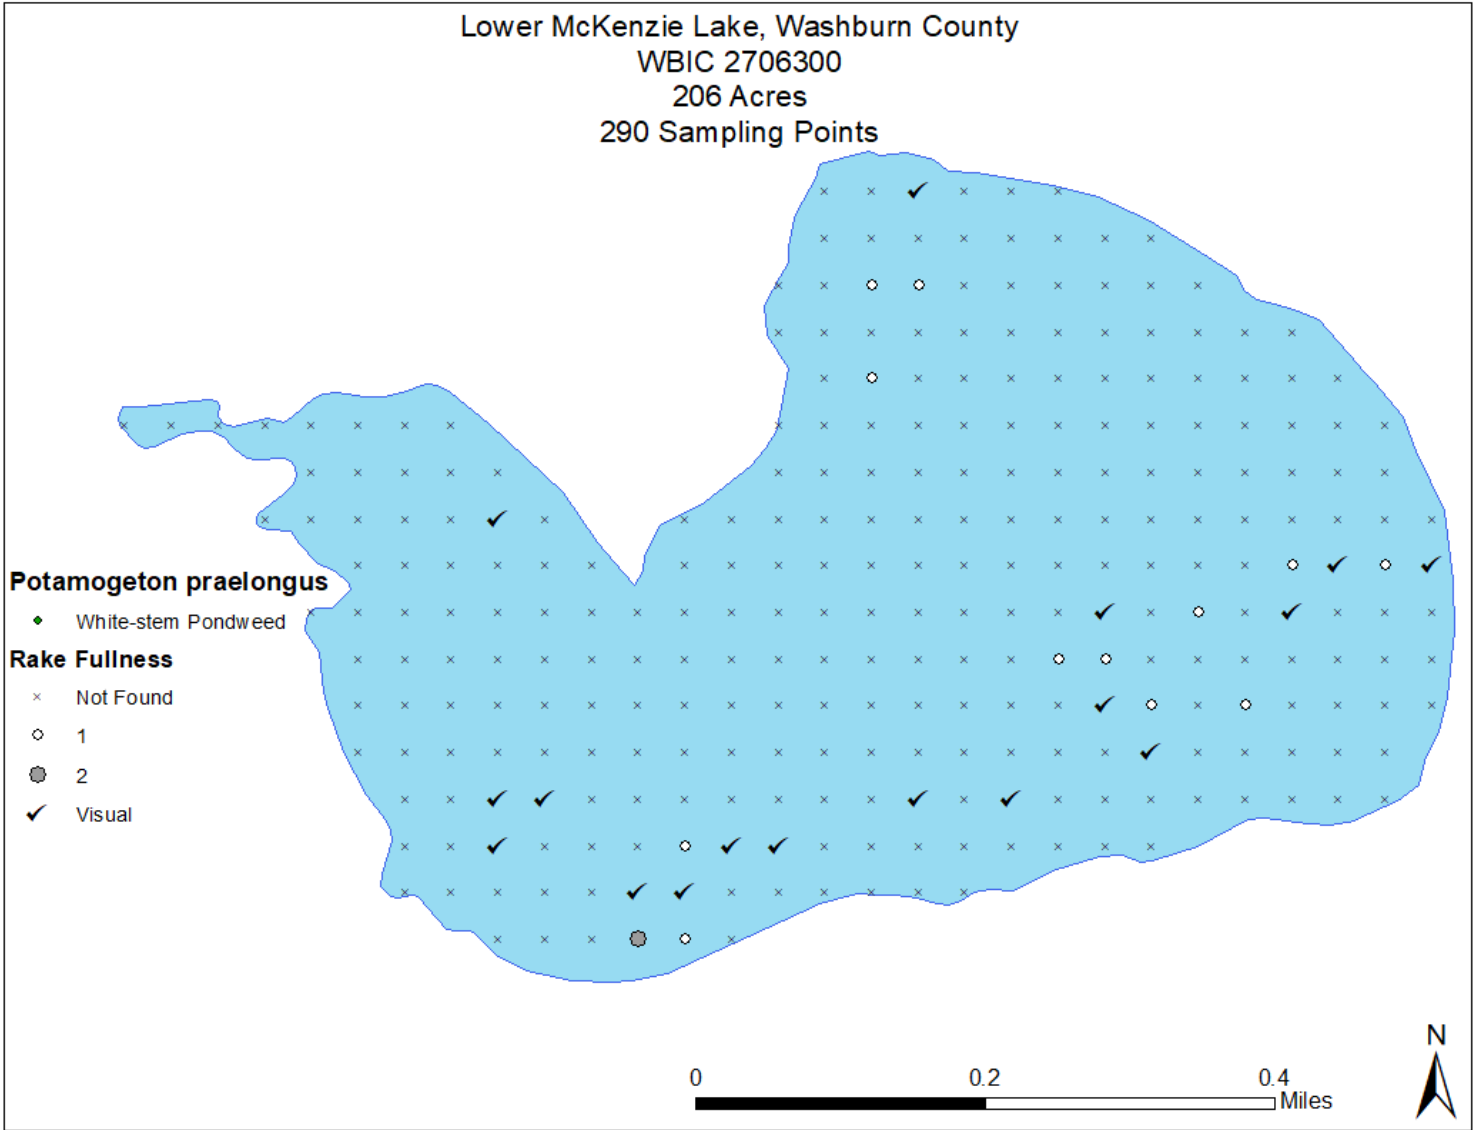 Lower McKenzie Lake, Washburn County
WBIC 2706300
206 Acres
290 Sampling Points
Potamogeton praelongus
White-stem Pondweed
Rake Fullness
Not Found
1
2
Visual
N
0 0.2 0.4
Miles